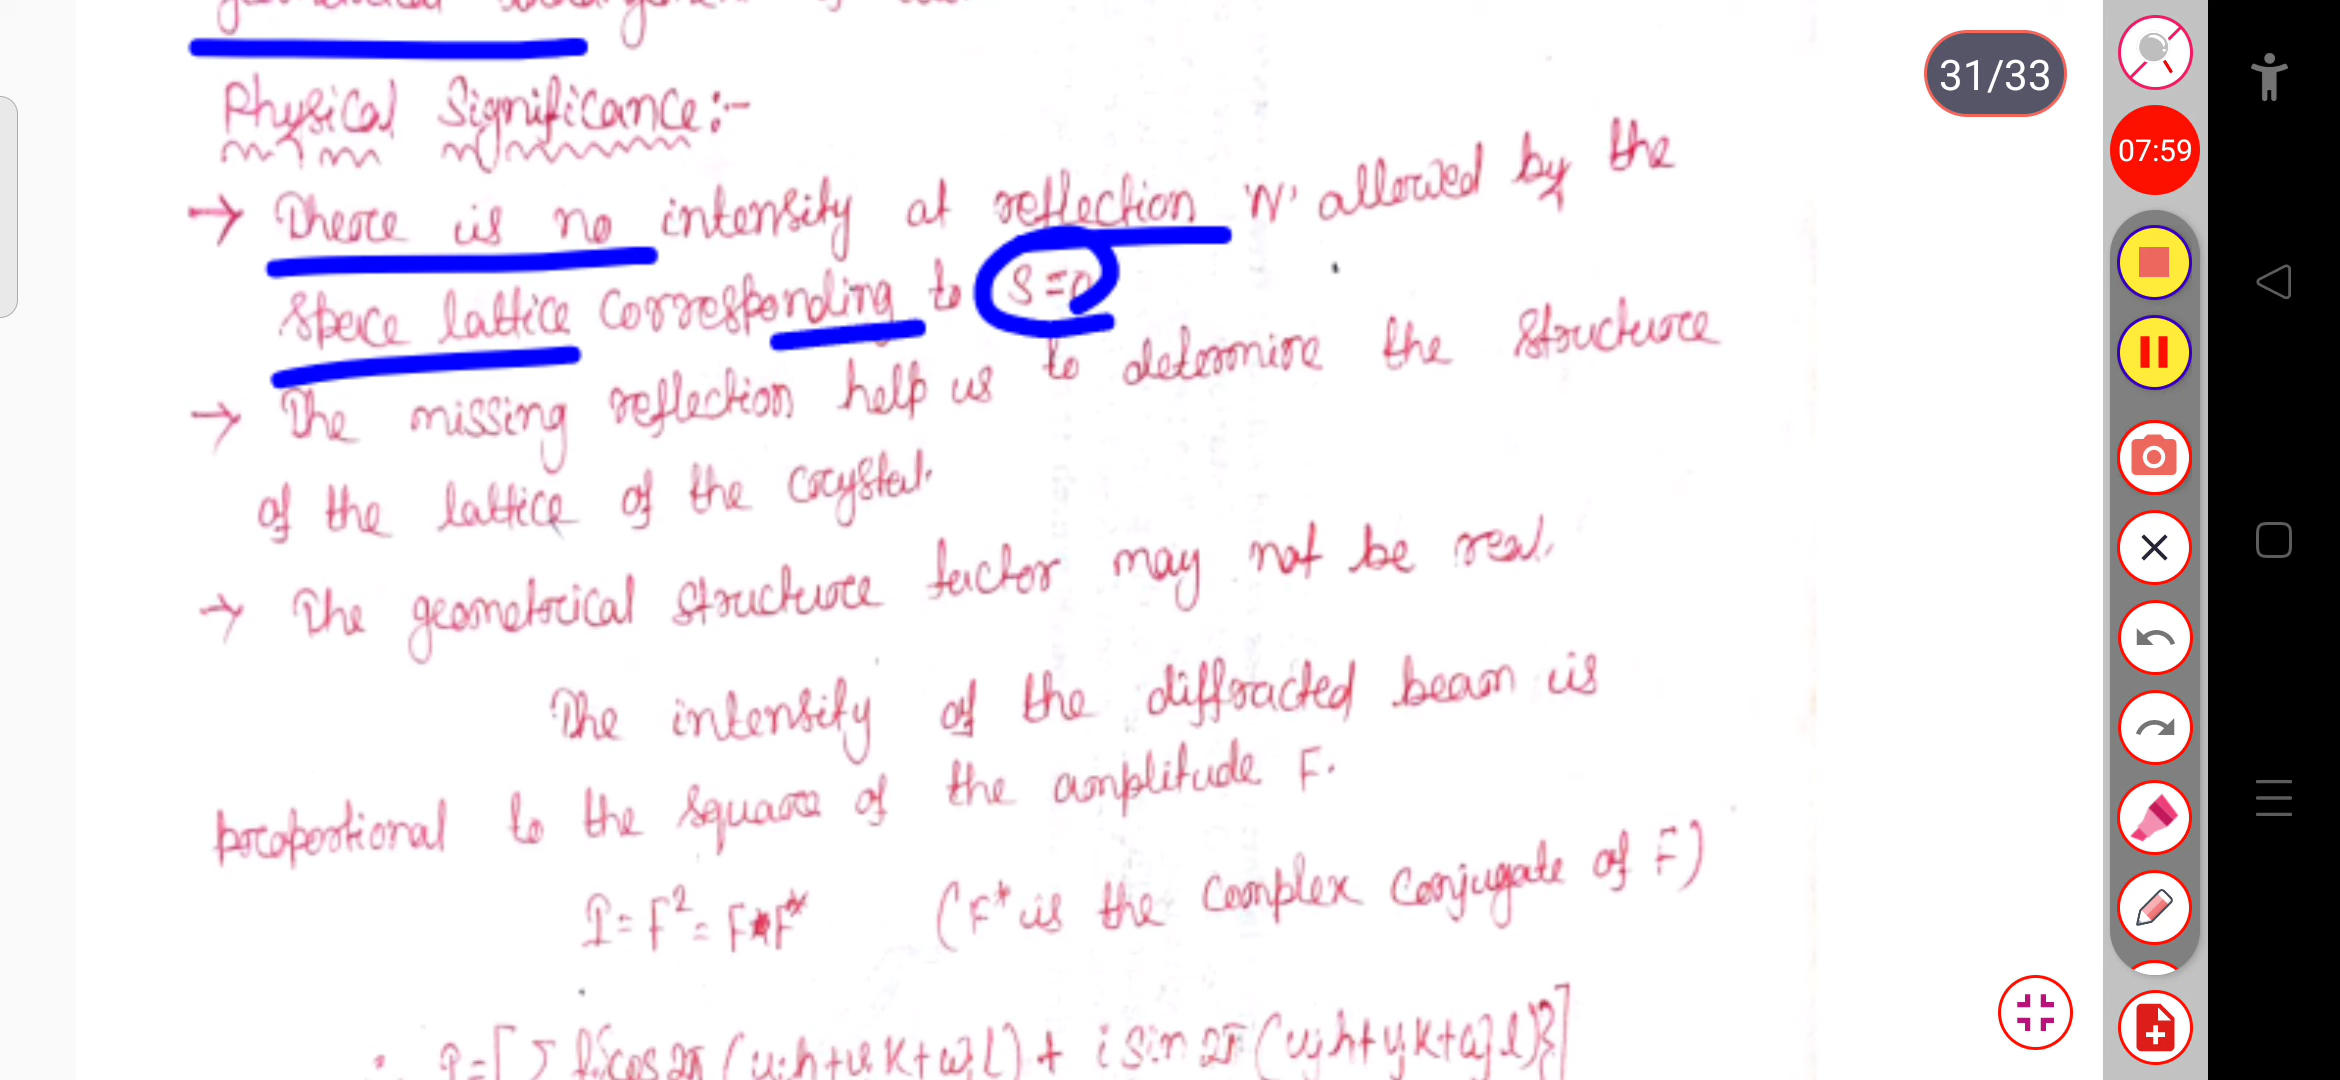 Physical Significance:-
31/33
07:59
→ There is no intensity at reflection 'N' allowed by the
space lattice corresponding to S=0
→ The missing reflection help us to determine the structure
of the lattice of the crystal.
→ The geometrical structure factor may not be real.
The intensity of the diffracted beam is
proportional to the square of the amplitude F.
I = F² = F*F* (F* is the complex conjugate of F)